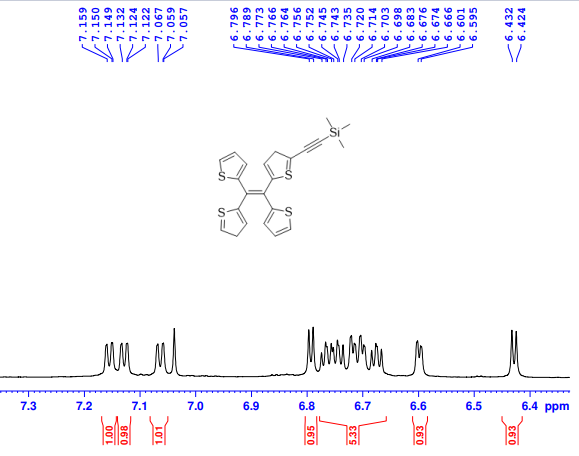 7.159 7.150 7.149 7.132 7.124 7.122 7.067 7.059 7.057 6.796 6.789 6.773 6.766 6.764 6.756 6.752 6.745 6.743 6.735 6.720 6.714 6.703 6.698 6.683 6.676 6.674 6.666 6.601 6.595 6.432 6.424
Si
S S
S S
7.3 7.2 7.1 7.0 6.9 6.8 6.7 6.6 6.5 6.4 ppm
1.00 0.98 1.01 0.95 5.33 0.93 0.93